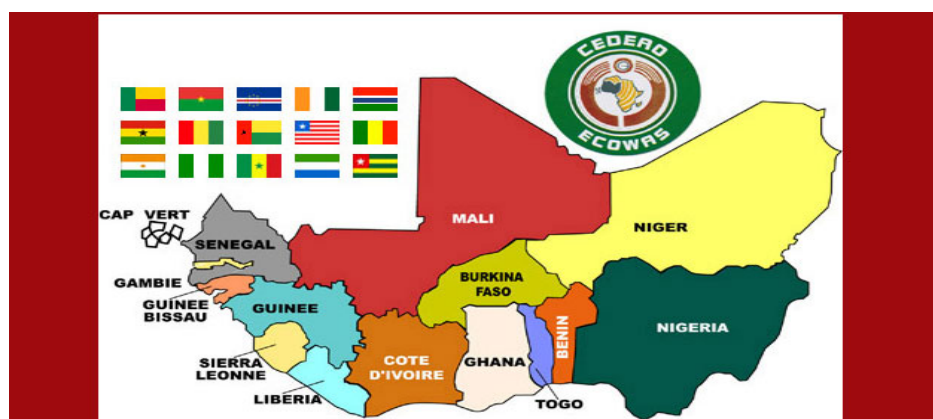 CEDEAO
ECOWAS
MALI
NIGER
CAP VERT
SENEGAL
BURKINA
FASO
GAMBIE
GUINEE
BISSAU
GUINEE
NIGERIA
BENIN
SIERRA
LEONNE
COTE
D'IVOIRE
GHANA
LIBERIA
TOGO